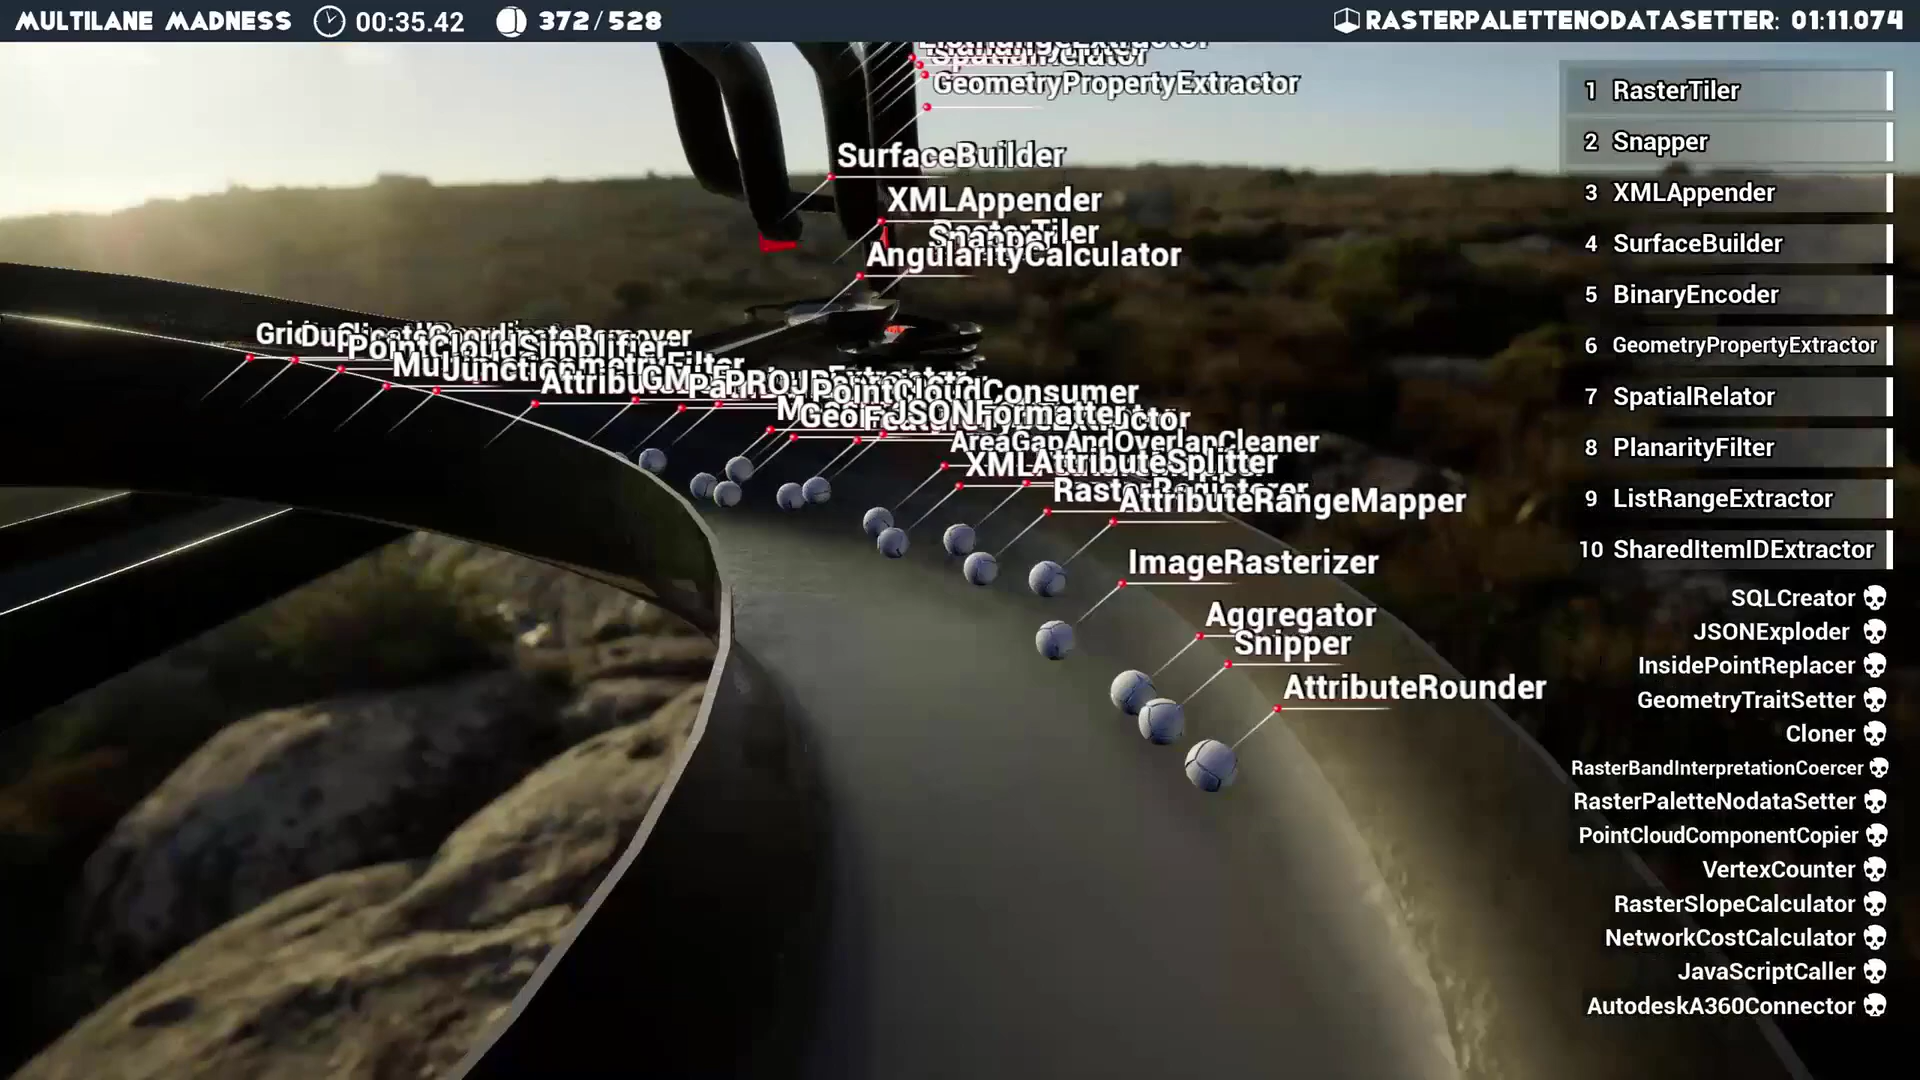 MULTILANE MADNESS 00:35.42 372/528
RASTERPALETTENODATASETTER: 01:11.074
GeometryPropertyExtractor
SurfaceBuilder
XMLAppender
Snapper
AngularityCalculator
PointCloudSimplifier
PointCloudConsumer
AreaGapAndOverlapCleaner
AttributeSplitter
AttributeRangeMapper
ImageRasterizer
Aggregator
Snipper
AttributeRounder
1 RasterTiler
2 Snapper
3 XMLAppender
4 SurfaceBuilder
5 BinaryEncoder
6 GeometryPropertyExtractor
7 SpatialRelator
8 PlanarityFilter
9 ListRangeExtractor
10 SharedItemIDExtractor
SQLCreator
JSONExploder
InsidePointReplacer
GeometryTraitSetter
Cloner
RasterBandInterpretationCoercer
RasterPaletteNodataSetter
PointCloudComponentCopier
VertexCounter
RasterSlopeCalculator
NetworkCostCalculator
JavaScriptCaller
AutodeskA360Connector